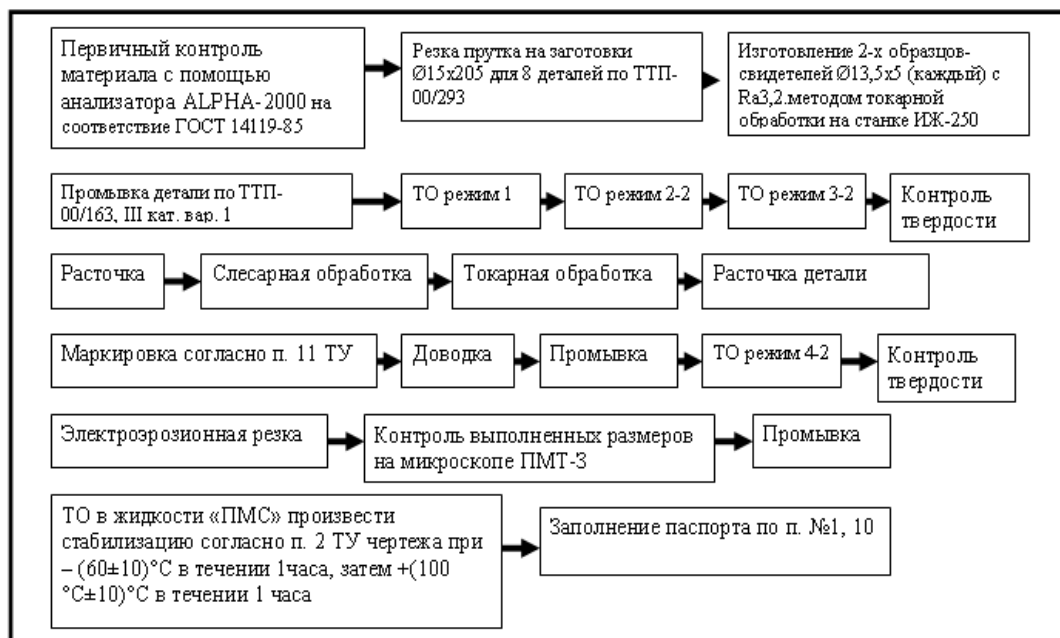 Первичный контроль
материала с помощью
анализатора ALPHA-2000 на
соответствие ГОСТ 14119-85
Резка прутка на заготовки
Ø15х205 для 8 деталей по ТТП-
00/293
Изготовление 2-х образцов-
свидетелей Ø13,5х5 (каждый) с
Ra3,2.методом токарной
обработки на станке ИЖ-250
Промывка детали по ТТП-
00/163, III кат. вар. 1
ТО режим 1
ТО режим 2-2
ТО режим 3-2
Контроль
твердости
Расточка
Слесарная обработка
Токарная обработка
Расточка детали
Маркировка согласно п. 11 ТУ
Доводка
Промывка
ТО режим 4-2
Контроль
твердости
Электроэрозионная резка
Контроль выполненных размеров
на микроскопе ПМТ-3
Промывка
ТО в жидкости «ПМС» произвести
стабилизацию согласно п. 2 ТУ чертежа при
– (60±10)°С в течении 1часа, затем +(100
°С±10)°С в течении 1 часа
Заполнение паспорта по п. №1, 10